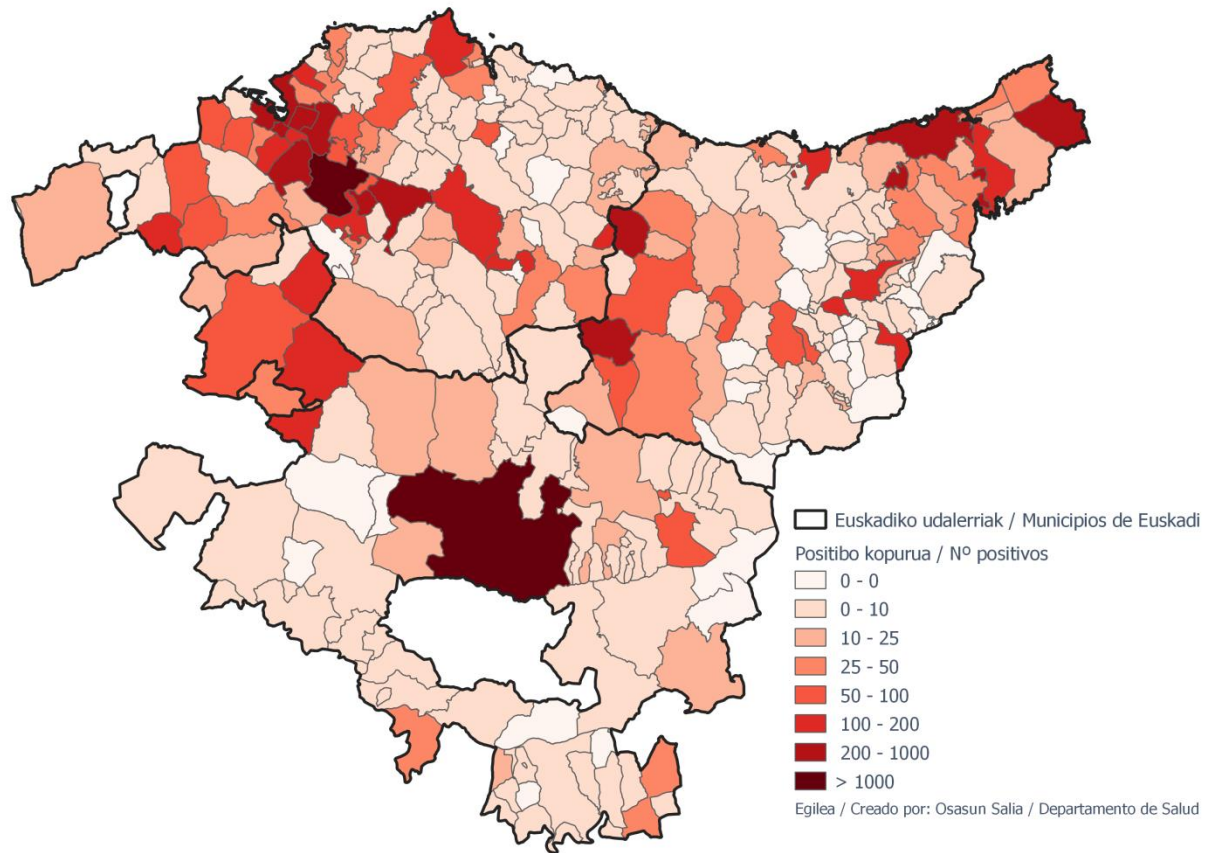 Euskadiko udalerriak / Municipios de Euskadi
Positibo kopurua / Nº positivos
0 - 0
0 - 10
10 - 25
25 - 50
50 - 100
100 - 200
200 - 1000
> 1000
Egilea / Creado por: Osasun Salia / Departamento de Salud